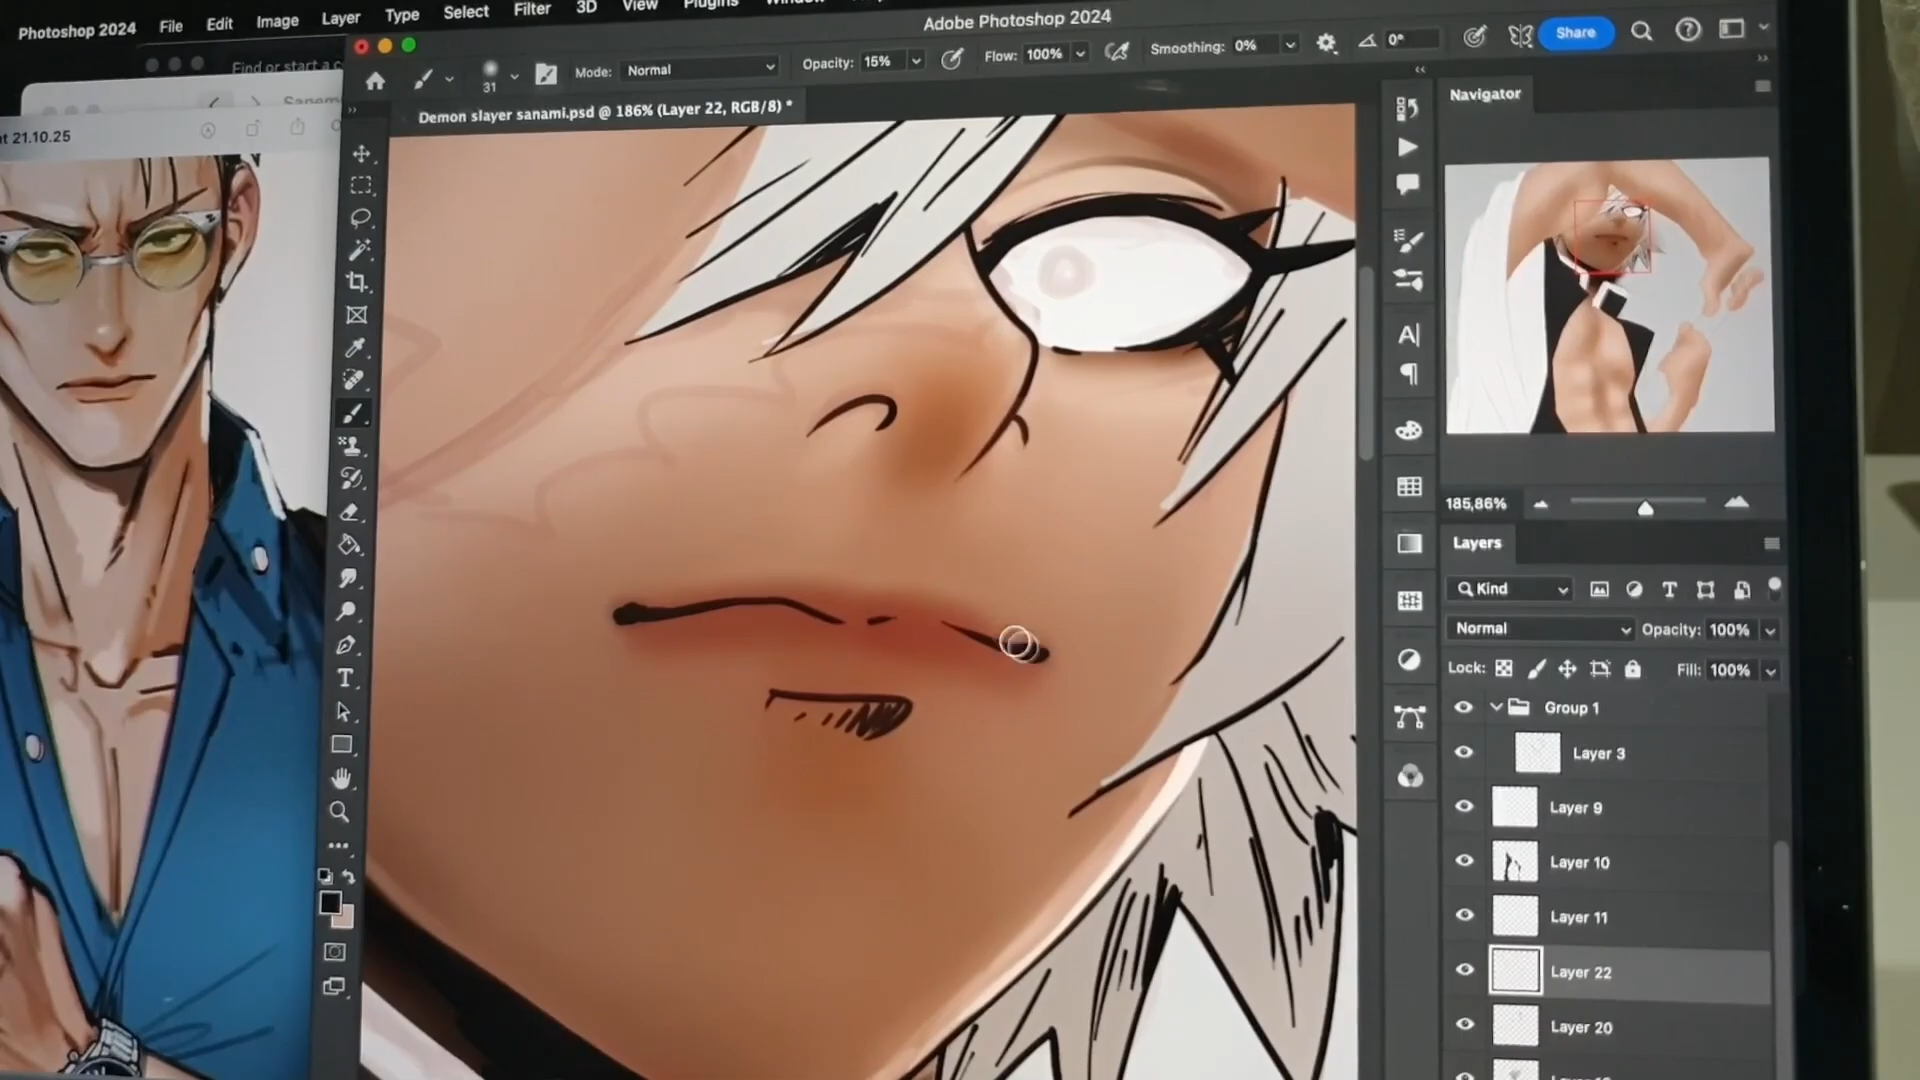 Photoshop 2024 File Edit Image Layer Type Select Filter 3D View Plugins Window
Adobe Photoshop 2024
Find or start a c
Mode: Normal Opacity: 15% Flow: 100% Smoothing: 0% 0° Share
31
Demon slayer sanami.psd @ 186% (Layer 22, RGB/8) *
at 21.10.25
Navigator
185,86%
Layers
Kind
Normal Opacity: 100%
Lock: Fill: 100%
Group 1
Layer 3
Layer 9
Layer 10
Layer 11
Layer 22
Layer 20